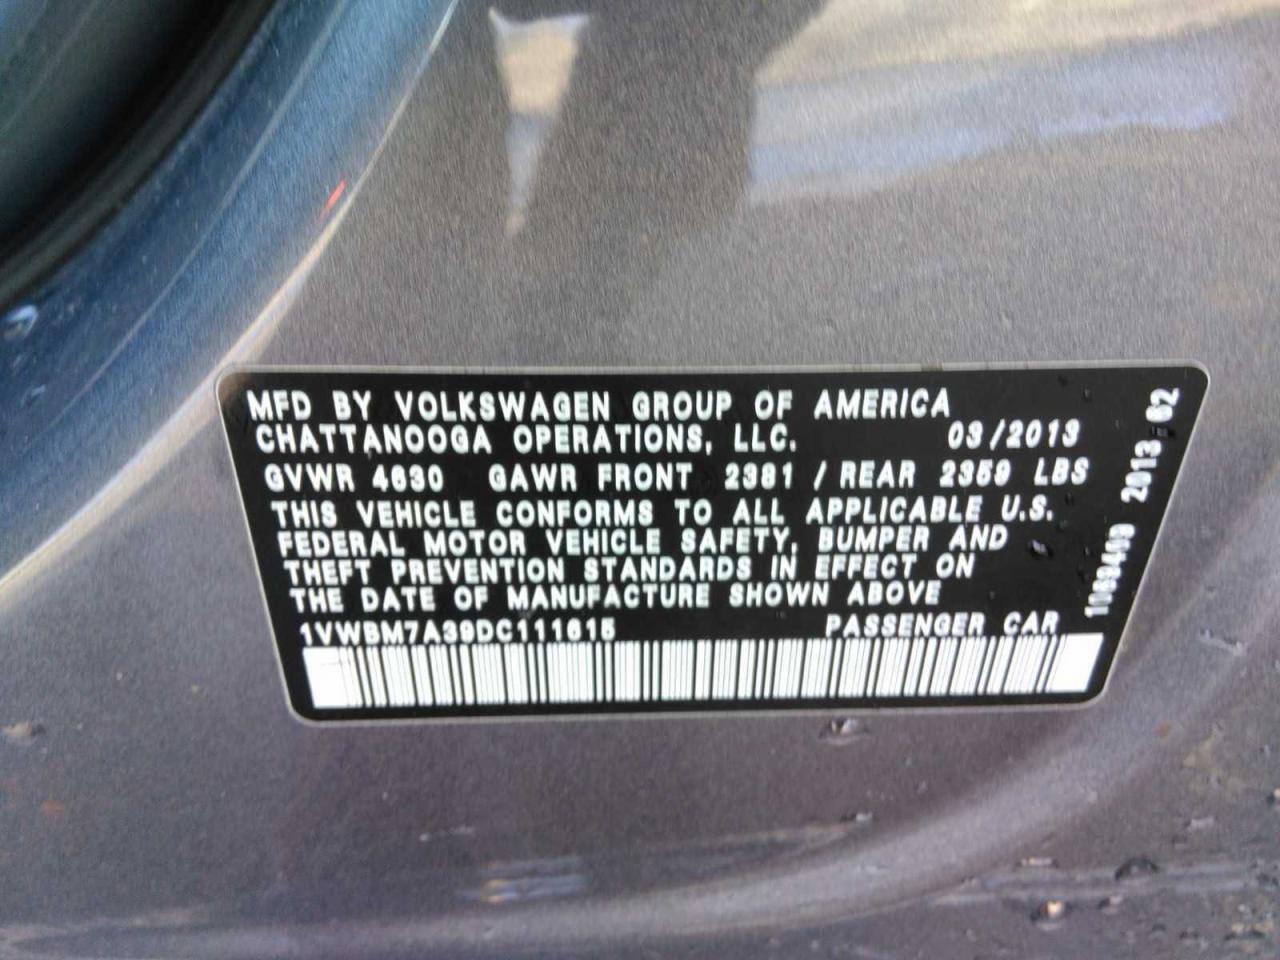 MFD BY VOLKSWAGEN GROUP OF AMERICA
CHATTANOOGA OPERATIONS, LLC. 03/2013
GVWR 4630 GAWR FRONT 2381 / REAR 2359 LBS
THIS VEHICLE CONFORMS TO ALL APPLICABLE U.S.
FEDERAL MOTOR VEHICLE SAFETY, BUMPER AND
THEFT PREVENTION STANDARDS IN EFFECT ON
THE DATE OF MANUFACTURE SHOWN ABOVE
1VWBM7A39DC111615 PASSENGER CAR
2013 62